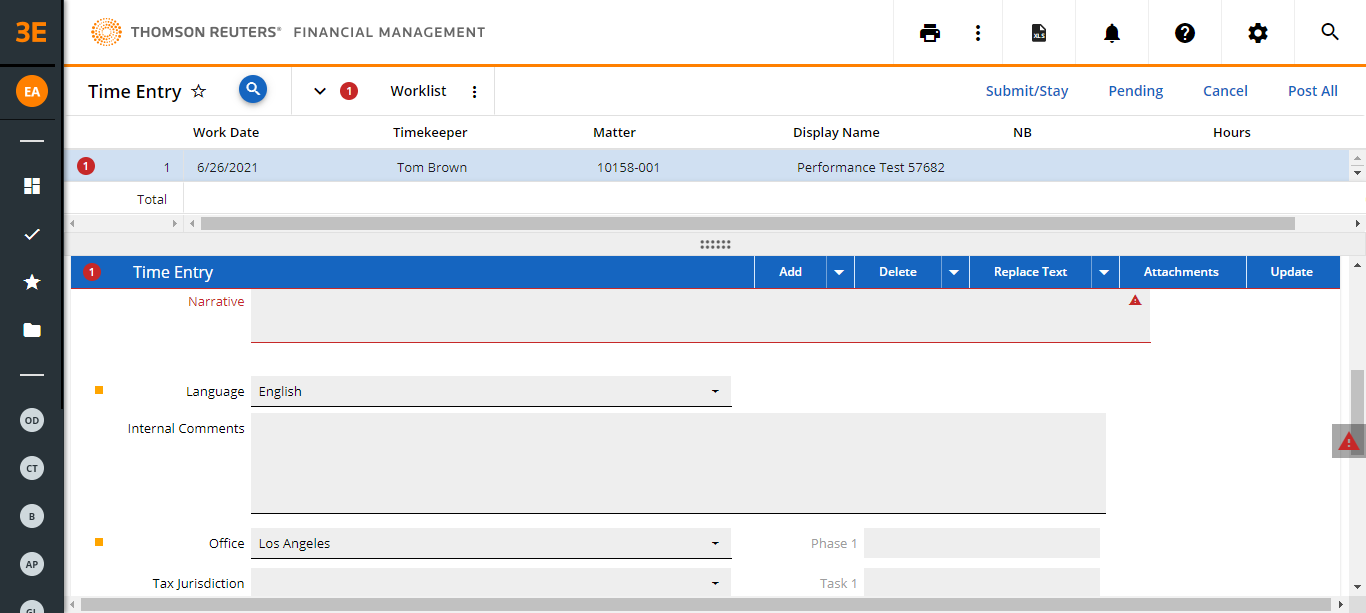 3E THOMSON REUTERS® FINANCIAL MANAGEMENT XLS
EA Time Entry 1 Worklist Submit/Stay Pending Cancel Post All
Work Date Timekeeper Matter Display Name NB Hours
1 1 6/26/2021 Tom Brown 10158-001 Performance Test 57682
Total
1 Time Entry Add Delete Replace Text Attachments Update
Narrative
Language English
OD Internal Comments
CT
B
Office Los Angeles Phase 1
AP
Tax Jurisdiction Task 1
GL